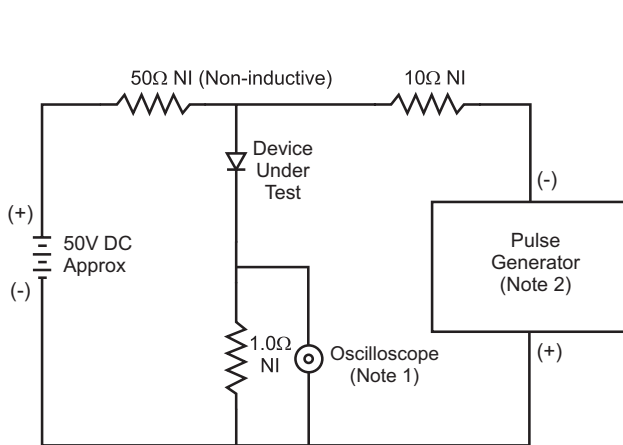 50Ω NI (Non-inductive)
10Ω NI
Device
Under
Test
(+)
50V DC
Approx
(-)
(-)
Pulse
Generator
(Note 2)
(+)
1.0Ω
NI
Oscilloscope
(Note 1)